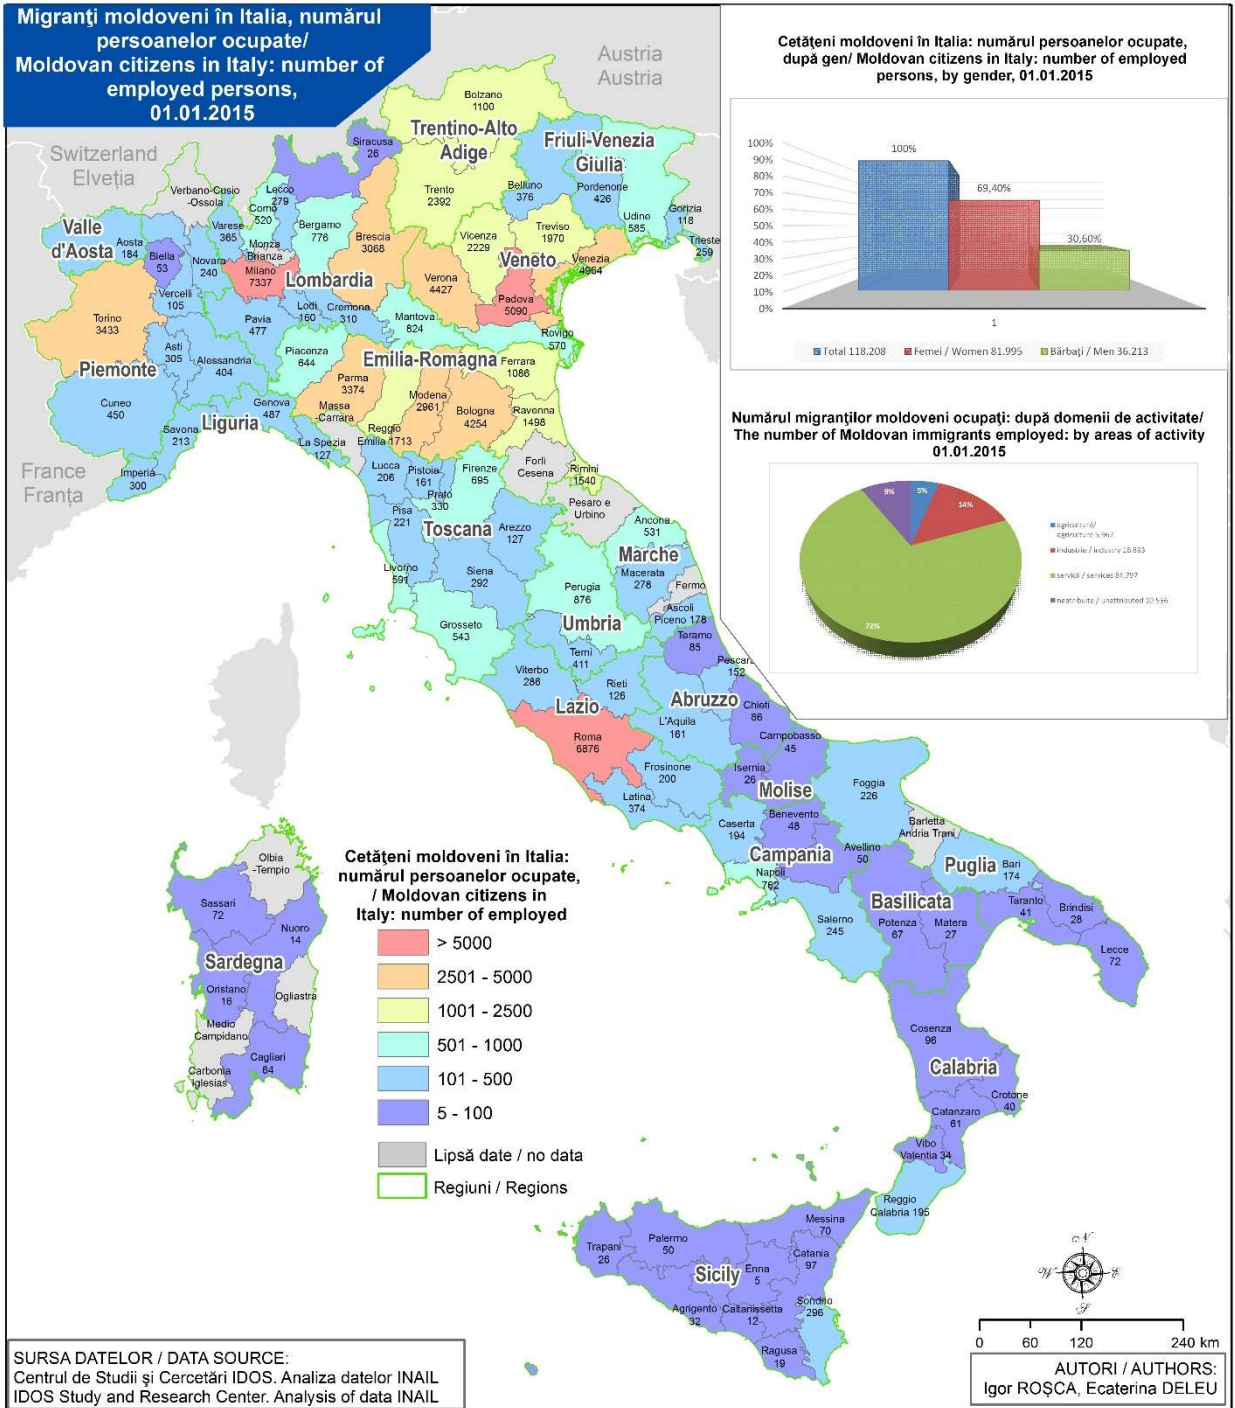 Migranţi moldoveni în Italia, numărul
persoanelor ocupate/
Moldovan citizens in Italy: number of
employed persons,
01.01.2015
Cetăţeni moldoveni în Italia: numărul persoanelor ocupate,
după gen/ Moldovan citizens in Italy: number of employed
persons, by gender, 01.01.2015
100%
90%
80%
70%
60%
50%
40%
30%
20%
10%
0%
100%
69,40%
30,60%
1
Total 118.208
Femei / Women 81.995
Bărbaţi / Men 36.213
Numărul migranţilor moldoveni ocupaţi: după domenii de activitate/
The number of Moldovan immigrants employed: by areas of activity
01.01.2015
9%
5%
14%
72%
agricultură/
agriculture 5.962
industrie / industry 16.893
servicii / services 84.797
neatribuite / unattributed 10 556
Austria
Austria
Switzerland
Elveția
France
Franța
Bolzano
1100
Trentino-Alto
Adige
Trento
2392
Friuli-Venezia
Giulia
Siracusa
26
Belluno
376
Pordenone
426
Udine
585
Gorizia
118
Trieste
259
Verbano-Cusio
-Ossola
Lecco
279
Como
520
Varese
365
Bergamo
776
Monza
Brianza
Brescia
3068
Vicenza
2229
Treviso
1970
Veneto
Venezia
4964
Valle
d'Aosta
Aosta
184
Biella
53
Novara
240
Milano
7337
Lombardia
Verona
4427
Padova
5090
Vercelli
105
Lodi
160
Cremona
310
Torino
3433
Pavia
477
Mantova
824
Rovigo
570
Asti
305
Alessandria
404
Piacenza
644
Emilia-Romagna
Ferrara
1086
Piemonte
Parma
3374
Modena
2961
Bologna
4254
Ravenna
1498
Cuneo
450
Genova
487
Massa
-Carrara
Reggio
Emilia 1713
Savona
213
Liguria
La Spezia
127
Imperia
300
Lucca
206
Pistoia
161
Firenze
695
Forli
Cesena
Rimini
1540
Prato
330
Pesaro e
Urbino
Pisa
221
Toscana
Arezzo
127
Ancona
531
Marche
Livorno
591
Siena
292
Macerata
278
Perugia
876
Fermo
Ascoli
Piceno 178
Grosseto
543
Umbria
Teramo
85
Terni
411
Pescara
152
Viterbo
286
Rieti
126
Abruzzo
Lazio
Chieti
86
L'Aquila
161
Roma
6876
Campobasso
45
Frosinone
200
Isernia
26
Molise
Foggia
226
Latina
374
Benevento
48
Barletta
Andria Trani
Caserta
194
Campania
Avellino
50
Puglia
Bari
174
Napoli
762
Basilicata
Taranto
41
Brindisi
28
Salerno
245
Potenza
67
Matera
27
Lecce
72
Olbia
-Tempio
Sassari
72
Nuoro
14
Sardegna
Oristano
16
Ogliastra
Medio
Campidano
Cagliari
64
Carbonia
Iglesias
Cosenza
96
Calabria
Crotone
40
Catanzaro
61
Vibo
Valentia 34
Reggio
Calabria 195
Messina
70
Palermo
50
Trapani
26
Catania
97
Enna
5
Sicily
Sondrio
296
Agrigento
32
Caltanissetta
12
Ragusa
19
Cetăţeni moldoveni în Italia:
numărul persoanelor ocupate,
/ Moldovan citizens in
Italy: number of employed
> 5000
2501 - 5000
1001 - 2500
501 - 1000
101 - 500
5 - 100
Lipsă date / no data
Regiuni / Regions
N
W
E
S
0 60 120 240 km
SURSA DATELOR / DATA SOURCE:
Centrul de Studii şi Cercetări IDOS. Analiza datelor INAIL
IDOS Study and Research Center. Analysis of data INAIL
AUTORI / AUTHORS:
Igor ROȘCA, Ecaterina DELEU